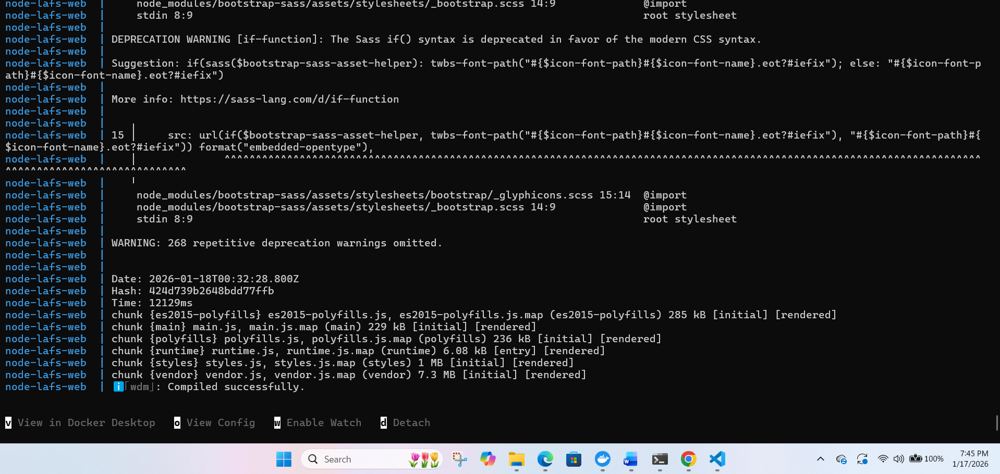 node-lafs-web  |     node_modules/bootstrap-sass/assets/stylesheets/_bootstrap.scss 14:9              @import
node-lafs-web  |     stdin 8:9                                                                        root stylesheet
node-lafs-web  |
node-lafs-web  | DEPRECATION WARNING [if-function]: The Sass if() syntax is deprecated in favor of the modern CSS syntax.
node-lafs-web  |
node-lafs-web  | Suggestion: if(sass($bootstrap-sass-asset-helper): twbs-font-path("#{$icon-font-path}#{$icon-font-name}.eot?#iefix"); else: "#{$icon-font-p
ath}#{$icon-font-name}.eot?#iefix")
node-lafs-web  |
node-lafs-web  | More info: https://sass-lang.com/d/if-function
node-lafs-web  |
node-lafs-web  |
node-lafs-web  | 15 │     src: url(if($bootstrap-sass-asset-helper, twbs-font-path("#{$icon-font-path}#{$icon-font-name}.eot?#iefix"), "#{$icon-font-path}#{
$icon-font-name}.eot?#iefix")) format("embedded-opentype"),
node-lafs-web  |    │              ^^^^^^^^^^^^^^^^^^^^^^^^^^^^^^^^^^^^^^^^^^^^^^^^^^^^^^^^^^^^^^^^^^^^^^^^^^^^^^^^^^^^^^^^^^^^^^^^^^^^^^^^^^^^^^^^^^^^^^^^^^^^^
^^^^^^^^^^^^^^^^^^^^^^^^^^^^^
node-lafs-web  |    ╵
node-lafs-web  |     node_modules/bootstrap-sass/assets/stylesheets/bootstrap/_glyphicons.scss 15:14  @import
node-lafs-web  |     node_modules/bootstrap-sass/assets/stylesheets/_bootstrap.scss 14:9              @import
node-lafs-web  |     stdin 8:9                                                                        root stylesheet
node-lafs-web  |
node-lafs-web  | WARNING: 268 repetitive deprecation warnings omitted.
node-lafs-web  |
node-lafs-web  |
node-lafs-web  | Date: 2026-01-18T00:32:28.800Z
node-lafs-web  | Hash: 424d739b2648bdd77ffb
node-lafs-web  | Time: 12129ms
node-lafs-web  | chunk {es2015-polyfills} es2015-polyfills.js, es2015-polyfills.js.map (es2015-polyfills) 285 kB [initial] [rendered]
node-lafs-web  | chunk {main} main.js, main.js.map (main) 229 kB [initial] [rendered]
node-lafs-web  | chunk {polyfills} polyfills.js, polyfills.js.map (polyfills) 236 kB [initial] [rendered]
node-lafs-web  | chunk {runtime} runtime.js, runtime.js.map (runtime) 6.08 kB [entry] [rendered]
node-lafs-web  | chunk {styles} styles.js, styles.js.map (styles) 1 MB [initial] [rendered]
node-lafs-web  | chunk {vendor} vendor.js, vendor.js.map (vendor) 7.3 MB [initial] [rendered]
node-lafs-web  | ℹ️｢wdm｣: Compiled successfully.
v View in Docker Desktop   o View Config   w Enable Watch   d Detach
Search
100%
7:45 PM
1/17/2026